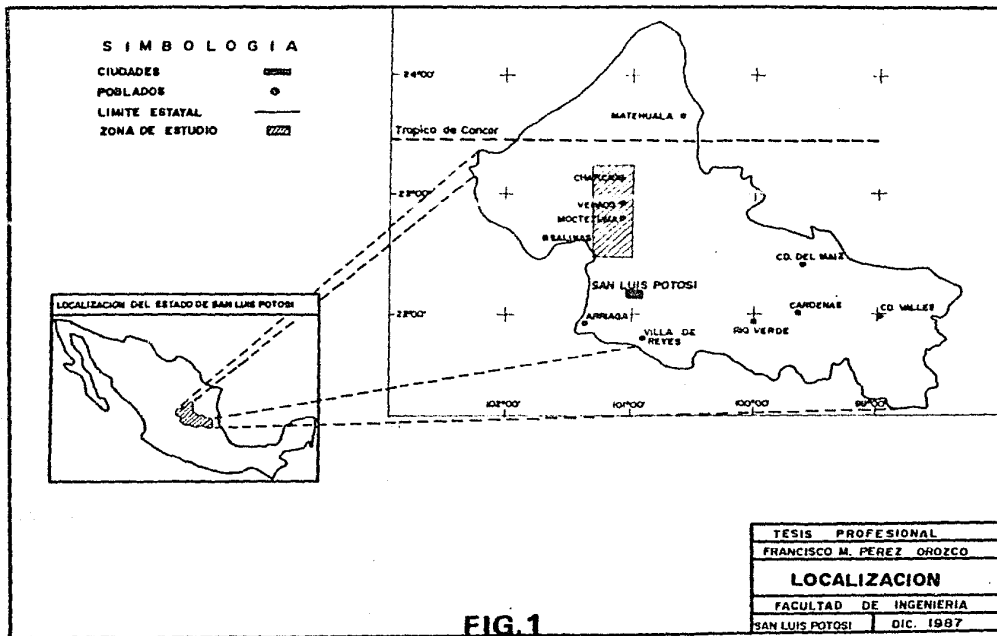 SIMBOLOGIA
CIUDADES
POBLADOS
LIMITE ESTATAL
ZONA DE ESTUDIO
24°00'
MATEHUALA
Tropico de Cancer
CHARCAS
23°00'
VENADO
MOCTEZUMA
SALINAS
CD. DEL MAIZ
SAN LUIS POTOSI
LOCALIZACION DEL ESTADO DE SAN LUIS POTOSI
22°00'
ARRIAGA
VILLA DE
REYES
RIO VERDE
CARDENAS
CD. VALLES
102°00'
101°00'
100°00'
99°00'
TESIS PROFESIONAL
FRANCISCO M. PEREZ OROZCO
LOCALIZACION
FACULTAD DE INGENIERIA
SAN LUIS POTOSI DIC. 1987
FIG.1